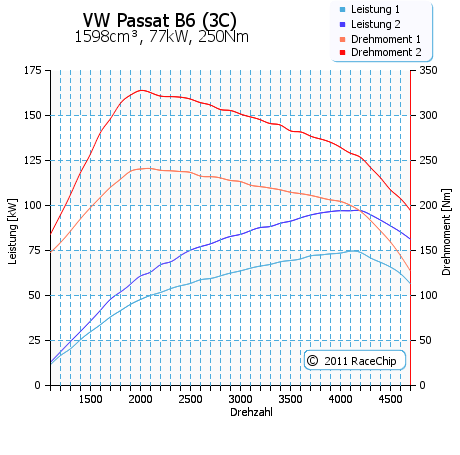 VW Passat B6 (3C)
1598cm³, 77kW, 250Nm
Leistung 1
Leistung 2
Drehmoment 1
Drehmoment 2
175
150
125
100
75
50
25
0
Leistung [kW]
350
300
250
200
150
100
50
0
Drehmoment [Nm]
© 2011 RaceChip
1500 2000 2500 3000 3500 4000 4500
Drehzahl